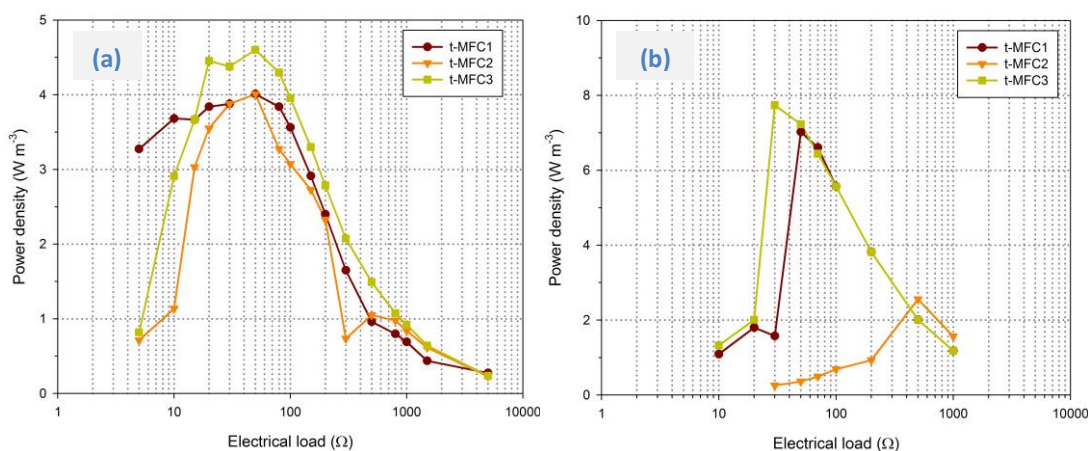 (a)
t-MFC1
t-MFC2
t-MFC3
Power density (W m⁻³)
5
4
3
2
1
0
1 10 100 1000 10000
Electrical load (Ω)
(b)
t-MFC1
t-MFC2
t-MFC3
Power density (W m⁻³)
10
8
6
4
2
0
1 10 100 1000 10000
Electrical load (Ω)